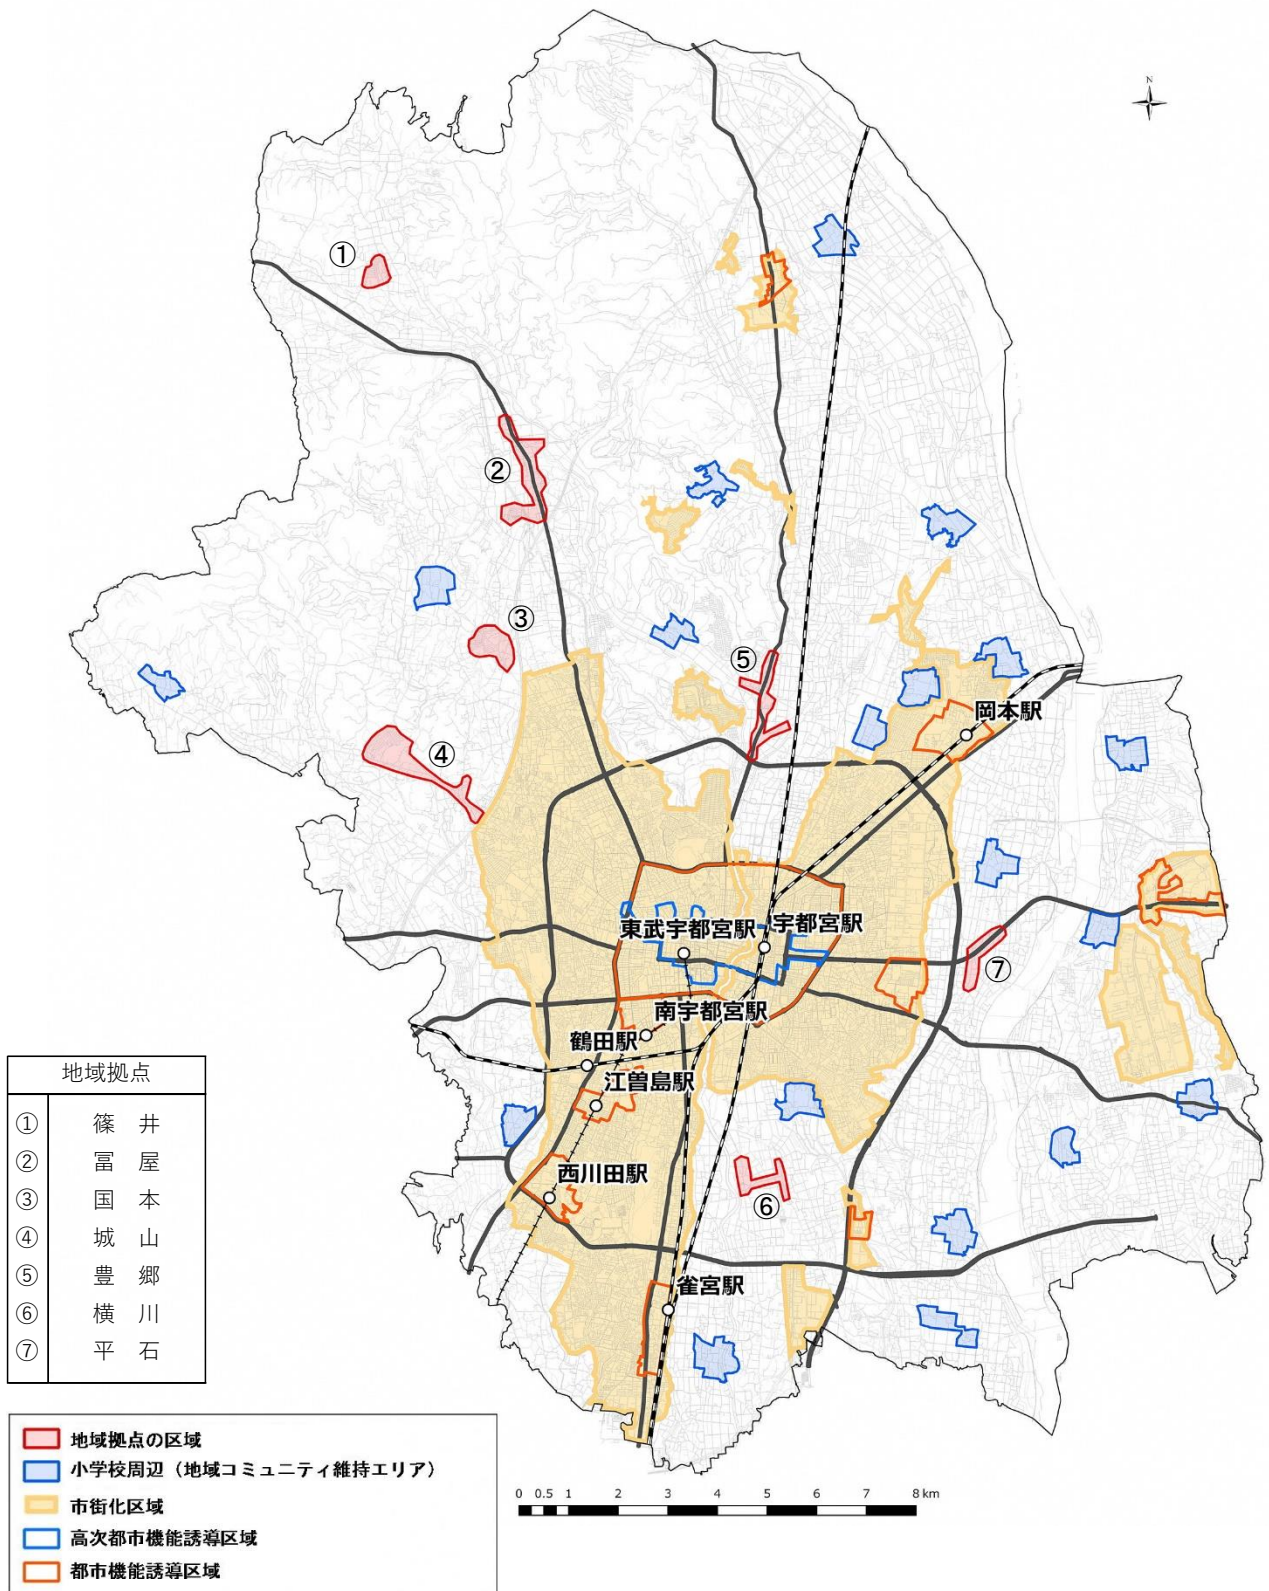 N
①
②
③
⑤
岡本駅
④
東武宇都宮駅
宇都宮駅
⑦
南宇都宮駅
鶴田駅
江曽島駅
西川田駅
⑥
雀宮駅
地域拠点
① 篠 井
② 冨 屋
③ 国 本
④ 城 山
⑤ 豊 郷
⑥ 横 川
⑦ 平 石
地域拠点の区域
小学校周辺（地域コミュニティ維持エリア）
市街化区域
高次都市機能誘導区域
都市機能誘導区域
0 0.5 1 2 3 4 5 6 7 8 km